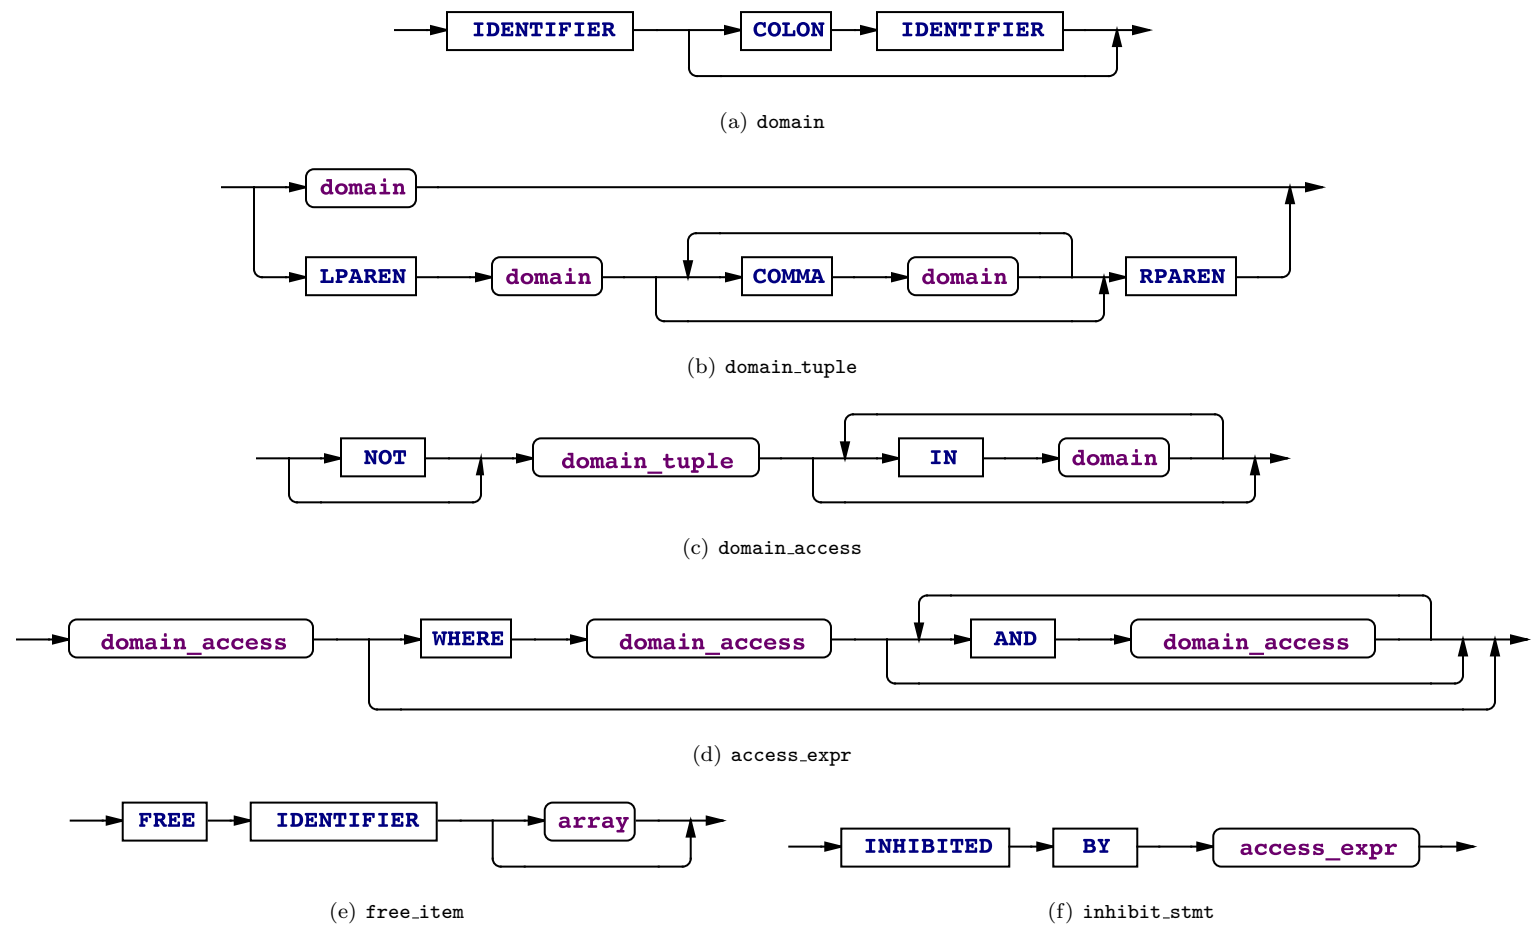 IDENTIFIER COLON IDENTIFIER
(a) domain
domain
LPAREN domain COMMA domain RPAREN
(b) domain_tuple
NOT domain_tuple IN domain
(c) domain_access
domain_access WHERE domain_access AND domain_access
(d) access_expr
FREE IDENTIFIER array
(e) free_item
INHIBITED BY access_expr
(f) inhibit_stmt